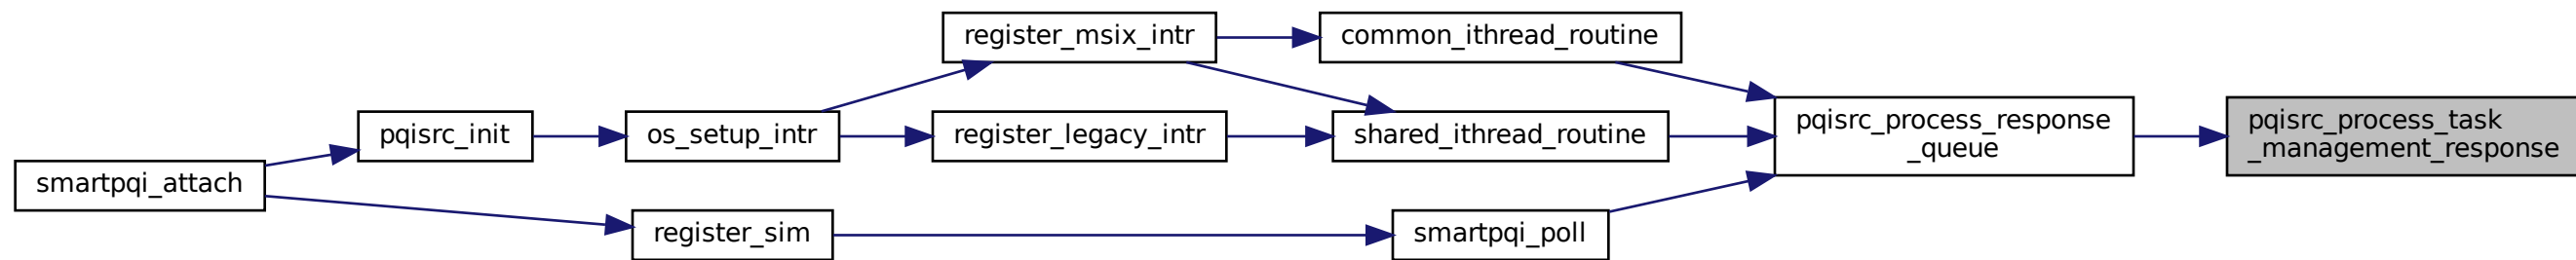 register_msix_intr
common_ithread_routine
pqisrc_init
os_setup_intr
register_legacy_intr
shared_ithread_routine
pqisrc_process_response
_queue
pqisrc_process_task
_management_response
smartpqi_attach
register_sim
smartpqi_poll